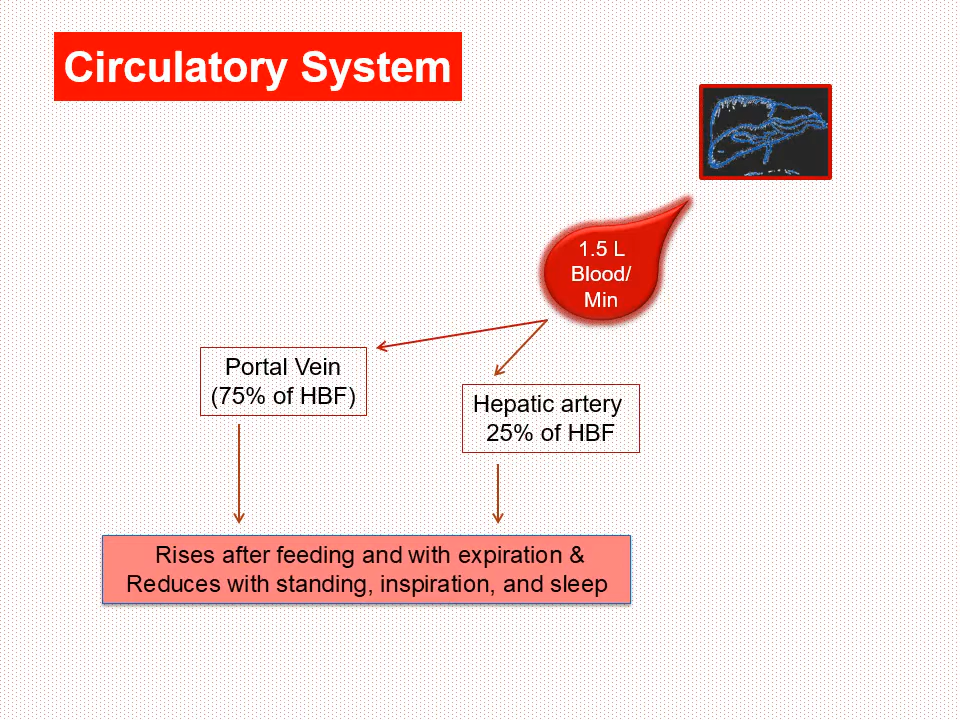 Circulatory System
1.5 L
Blood/
Min
Portal Vein
(75% of HBF)
Hepatic artery
25% of HBF
Rises after feeding and with expiration &
Reduces with standing, inspiration, and sleep